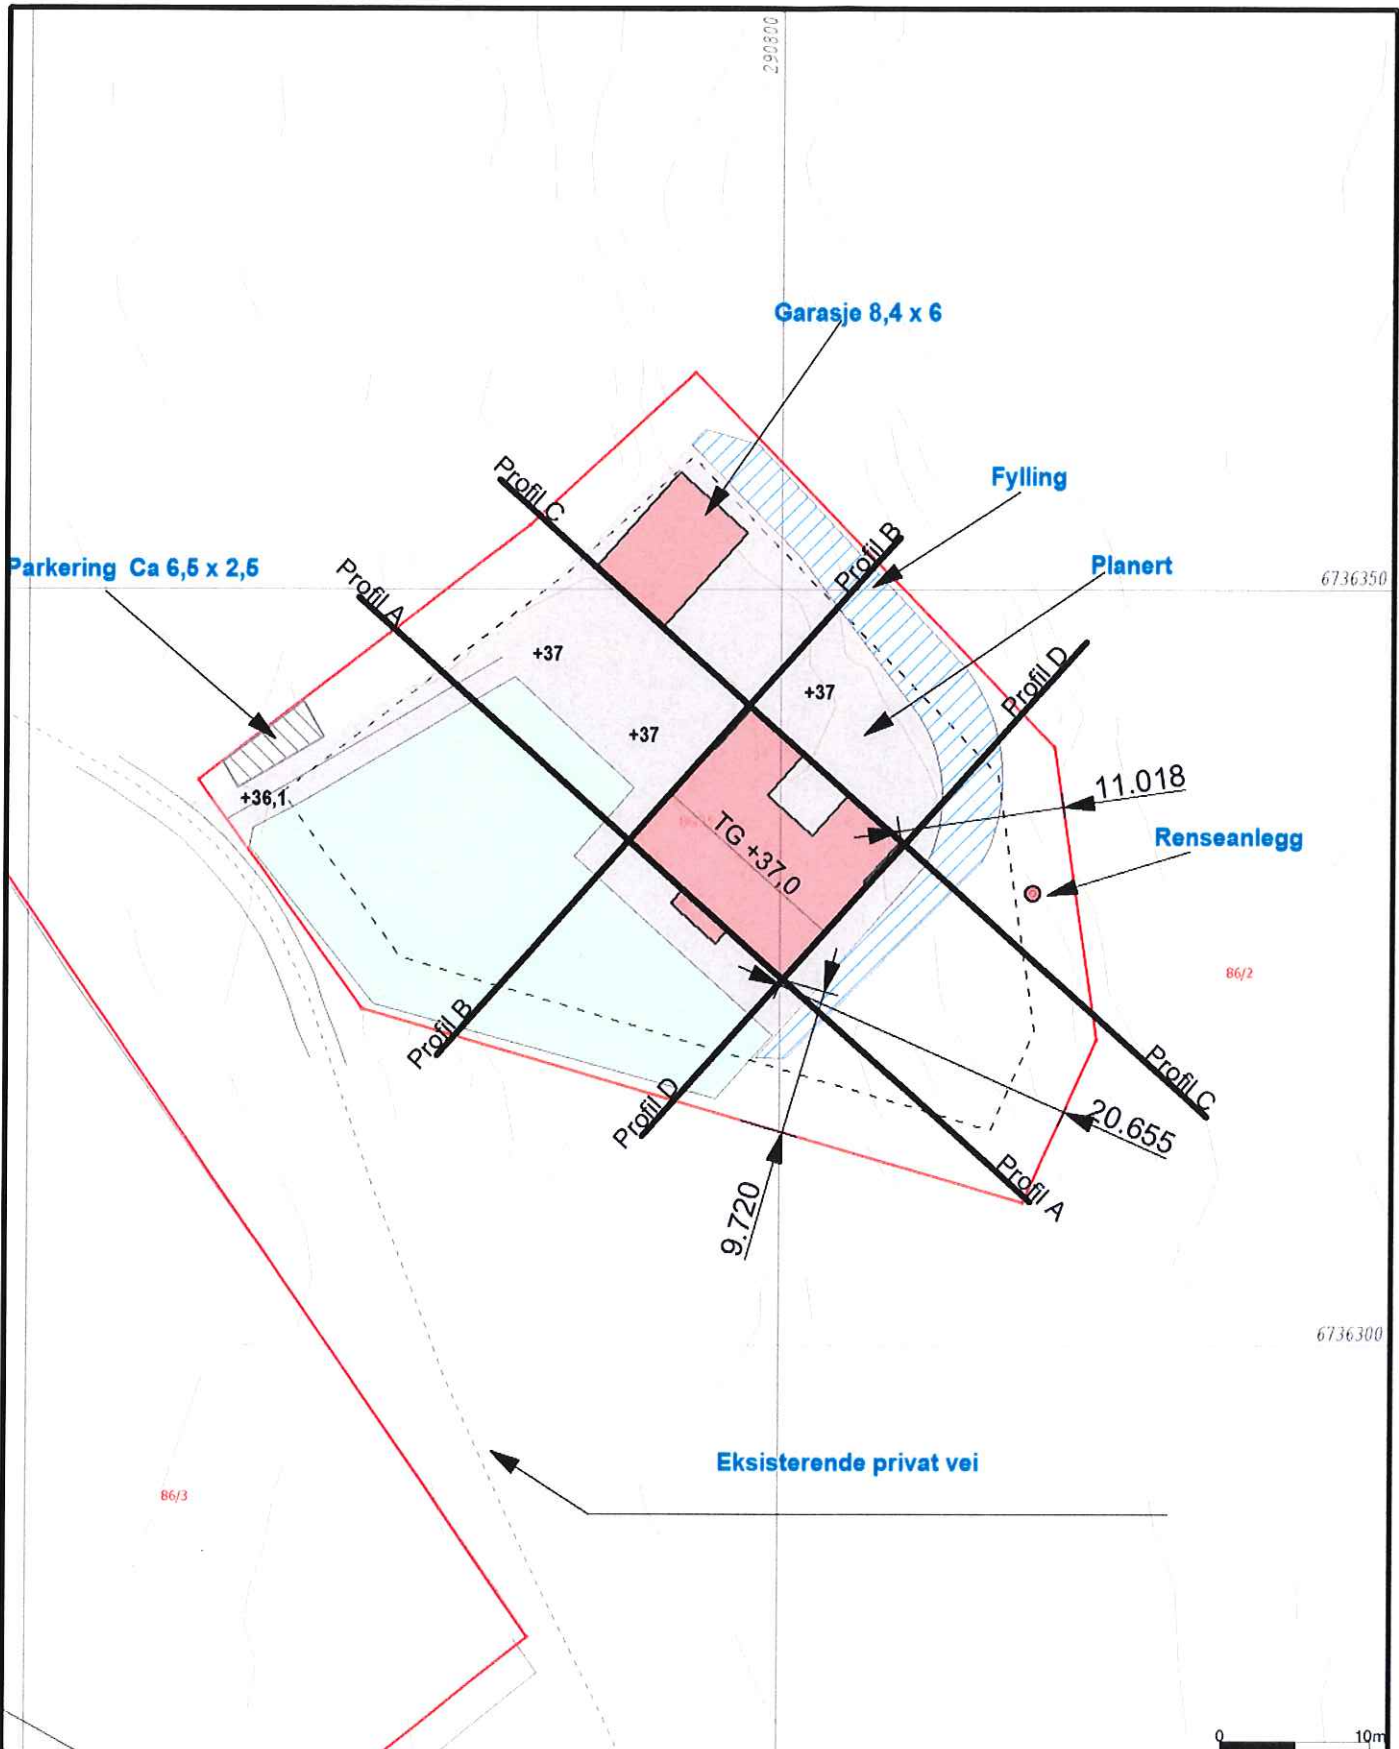 290800
Garasje 8,4 x 6
Profil C
Fylling
Profil B
Parkering Ca 6,5 x 2,5
Planert
6736350
Profil A
+37
Profil D
+37
+37
11.018
+36,1
TG +37,0
Renseanlegg
86/2
Profil B
Profil C
Profil D
20.655
Profil A
9.720
6736300
Eksisterende privat vei
86/3
0 10m